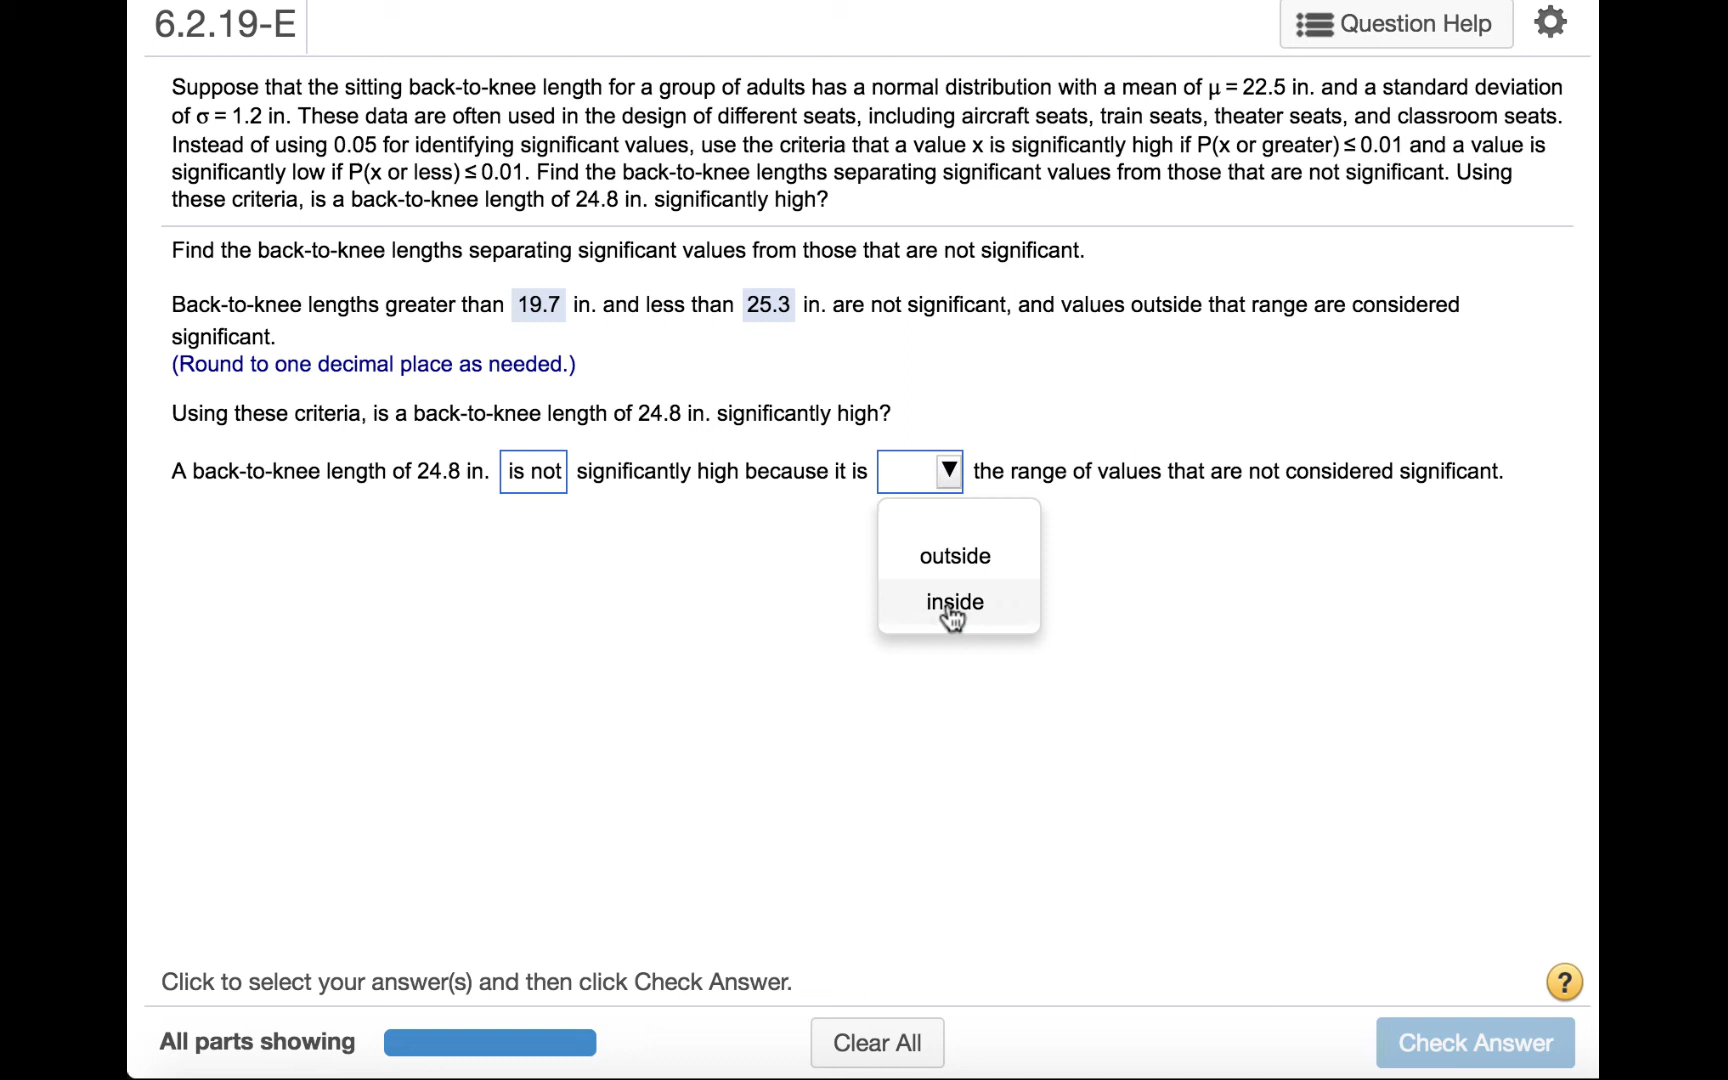 6.2.19-E
Question Help
Suppose that the sitting back-to-knee length for a group of adults has a normal distribution with a mean of μ = 22.5 in. and a standard deviation
of σ = 1.2 in. These data are often used in the design of different seats, including aircraft seats, train seats, theater seats, and classroom seats.
Instead of using 0.05 for identifying significant values, use the criteria that a value x is significantly high if P(x or greater) ≤ 0.01 and a value is
significantly low if P(x or less) ≤ 0.01. Find the back-to-knee lengths separating significant values from those that are not significant. Using
these criteria, is a back-to-knee length of 24.8 in. significantly high?
Find the back-to-knee lengths separating significant values from those that are not significant.
Back-to-knee lengths greater than 19.7 in. and less than 25.3 in. are not significant, and values outside that range are considered
significant.
(Round to one decimal place as needed.)
Using these criteria, is a back-to-knee length of 24.8 in. significantly high?
A back-to-knee length of 24.8 in. is not significantly high because it is ▼ the range of values that are not considered significant.
outside
inside
Click to select your answer(s) and then click Check Answer.
?
All parts showing
Clear All
Check Answer